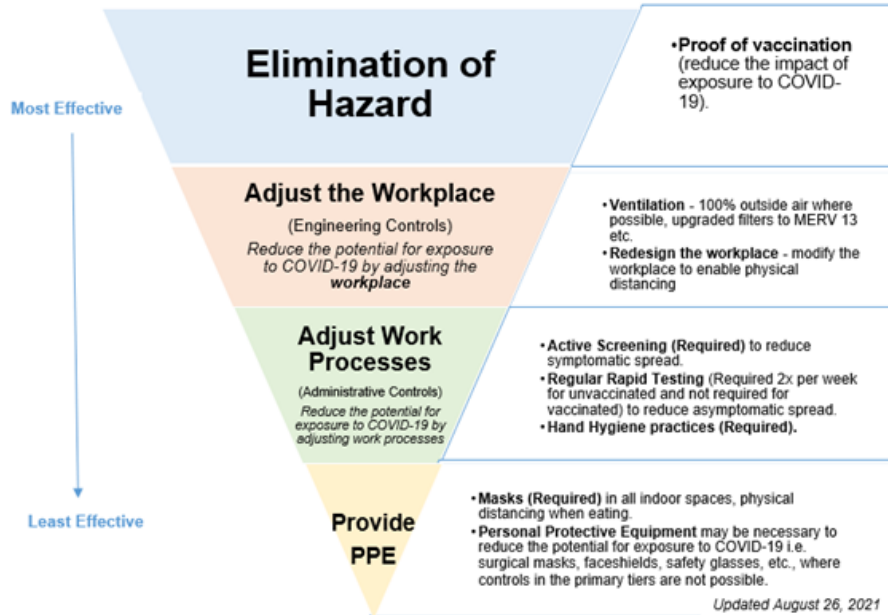 Most Effective
Least Effective
Elimination of
Hazard
•Proof of vaccination
(reduce the impact of
exposure to COVID-
19).
Adjust the Workplace
(Engineering Controls)
Reduce the potential for exposure
to COVID-19 by adjusting the
workplace
• Ventilation - 100% outside air where
possible, upgraded filters to MERV 13
etc.
• Redesign the workplace - modify the
workplace to enable physical
distancing
Adjust Work
Processes
(Administrative Controls)
Reduce the potential for
exposure to COVID-19 by
adjusting work processes
• Active Screening (Required) to reduce
symptomatic spread.
• Regular Rapid Testing (Required 2x per week
for unvaccinated and not required for
vaccinated) to reduce asymptomatic spread.
• Hand Hygiene practices (Required).
Provide
PPE
• Masks (Required) in all indoor spaces, physical
distancing when eating.
• Personal Protective Equipment may be necessary to
reduce the potential for exposure to COVID-19 i.e.
surgical masks, faceshields, safety glasses, etc., where
controls in the primary tiers are not possible.
Updated August 26, 2021